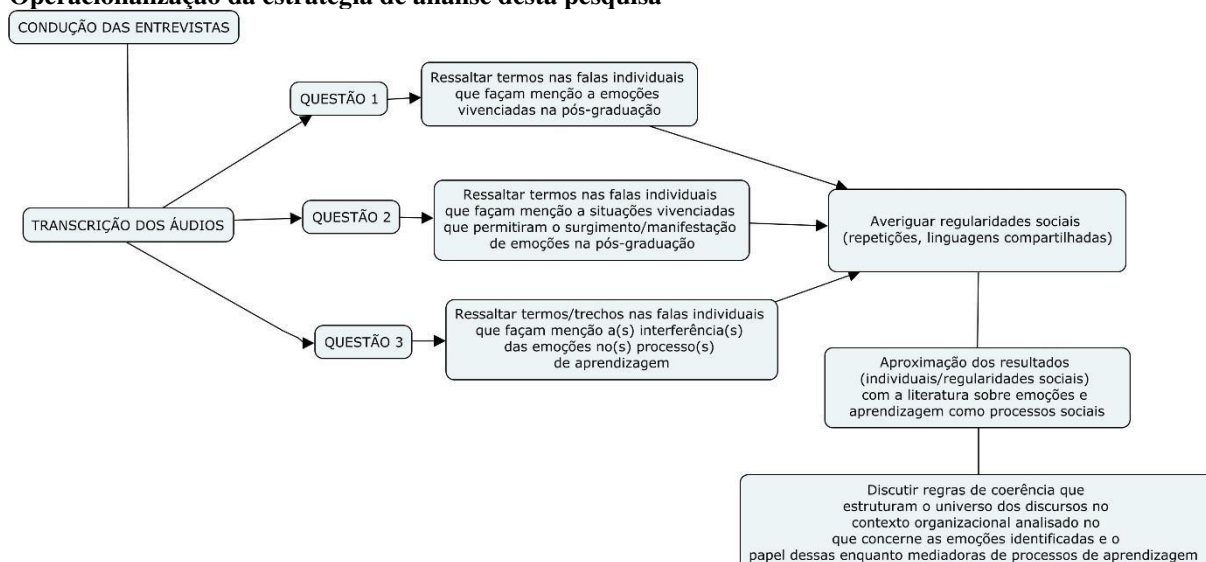 Operacionalização da estratégia de análise desta pesquisa
CONDUÇÃO DAS ENTREVISTAS
TRANSCRIÇÃO DOS ÁUDIOS
QUESTÃO 1
Ressaltar termos nas falas individuais
que façam menção a emoções
vivenciadas na pós-graduação
QUESTÃO 2
Ressaltar termos nas falas individuais
que façam menção a situações vivenciadas
que permitiram o surgimento/manifestação
de emoções na pós-graduação
QUESTÃO 3
Ressaltar termos/trechos nas falas individuais
que façam menção a(s) interferência(s)
das emoções no(s) processo(s)
de aprendizagem
Averiguar regularidades sociais
(repetições, linguagens compartilhadas)
Aproximação dos resultados
(individuais/regularidades sociais)
com a literatura sobre emoções e
aprendizagem como processos sociais
Discutir regras de coerência que
estruturam o universo dos discursos no
contexto organizacional analisado no
que concerne as emoções identificadas e o
papel dessas enquanto mediadoras de processos de aprendizagem